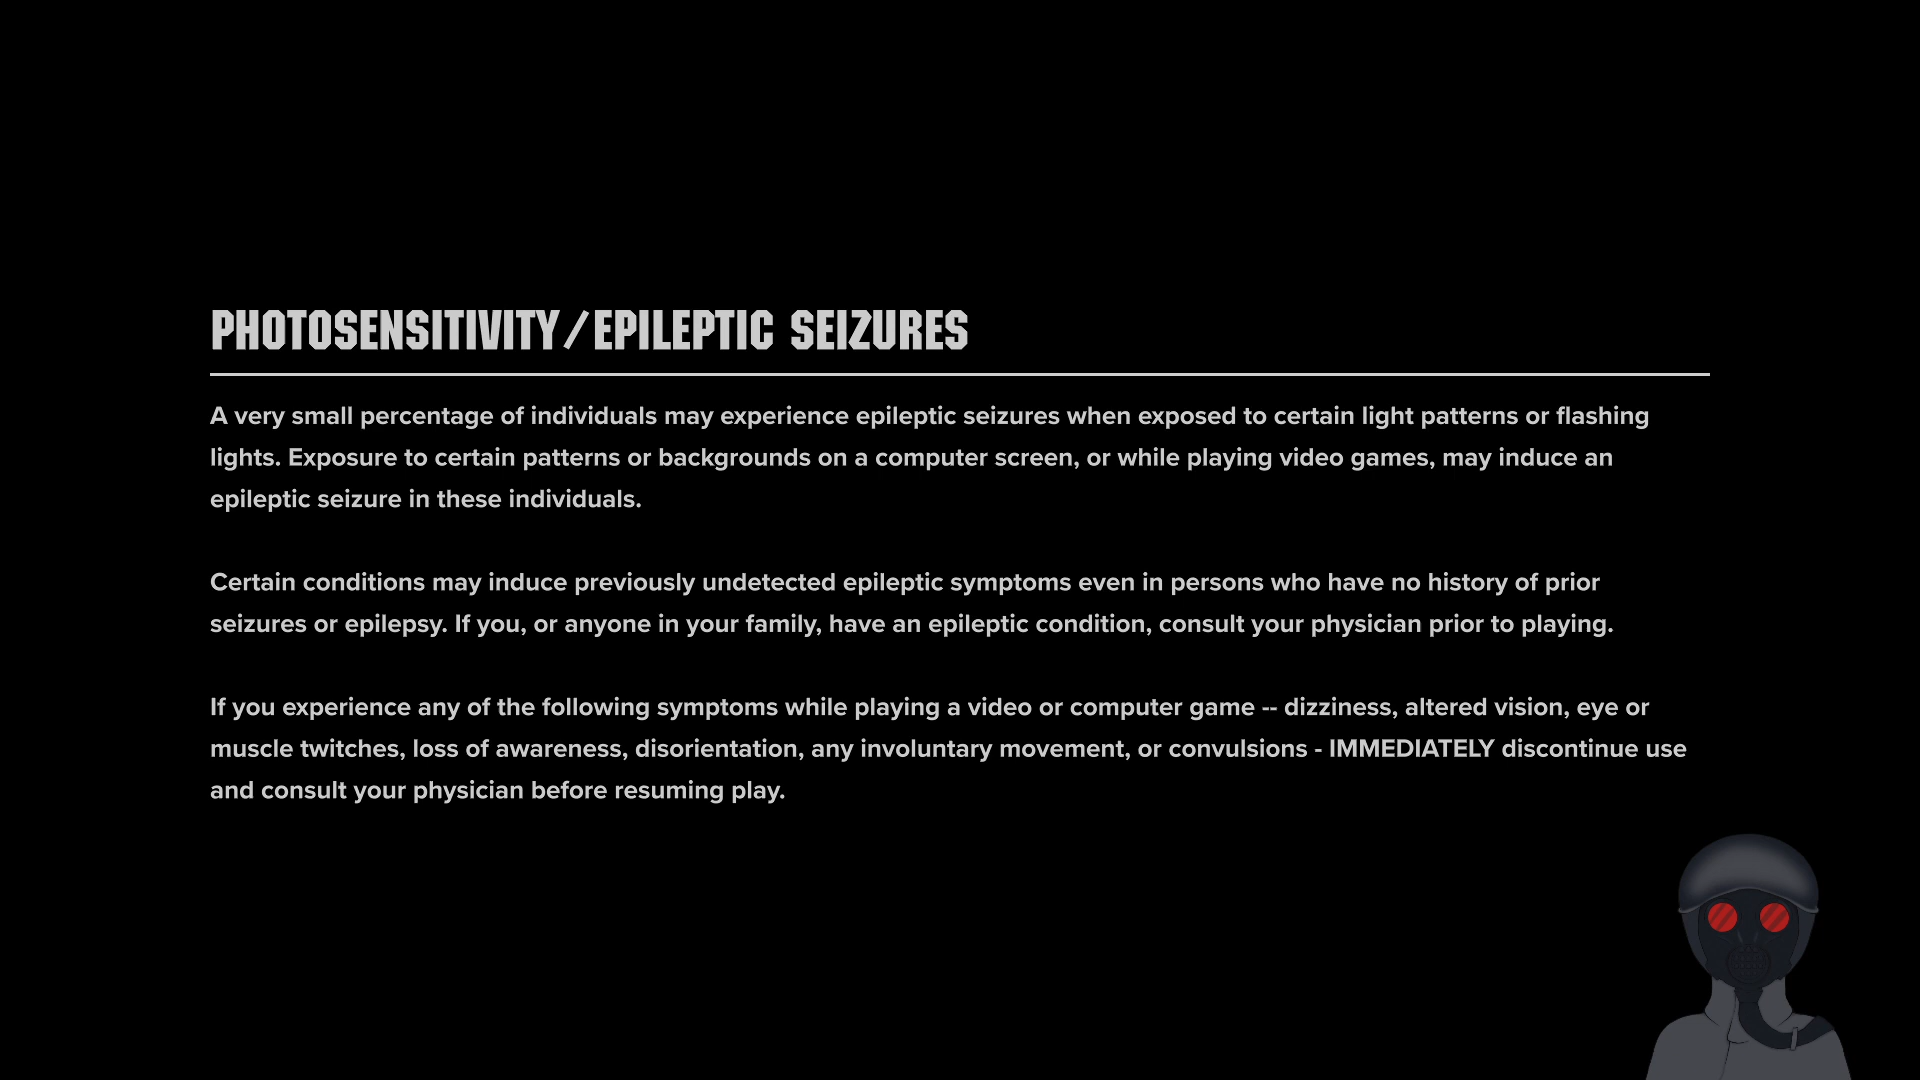 PHOTOSENSITIVITY/EPILEPTIC SEIZURES
A very small percentage of individuals may experience epileptic seizures when exposed to certain light patterns or flashing
lights. Exposure to certain patterns or backgrounds on a computer screen, or while playing video games, may induce an
epileptic seizure in these individuals.
Certain conditions may induce previously undetected epileptic symptoms even in persons who have no history of prior
seizures or epilepsy. If you, or anyone in your family, have an epileptic condition, consult your physician prior to playing.
If you experience any of the following symptoms while playing a video or computer game -- dizziness, altered vision, eye or
muscle twitches, loss of awareness, disorientation, any involuntary movement, or convulsions - IMMEDIATELY discontinue use
and consult your physician before resuming play.